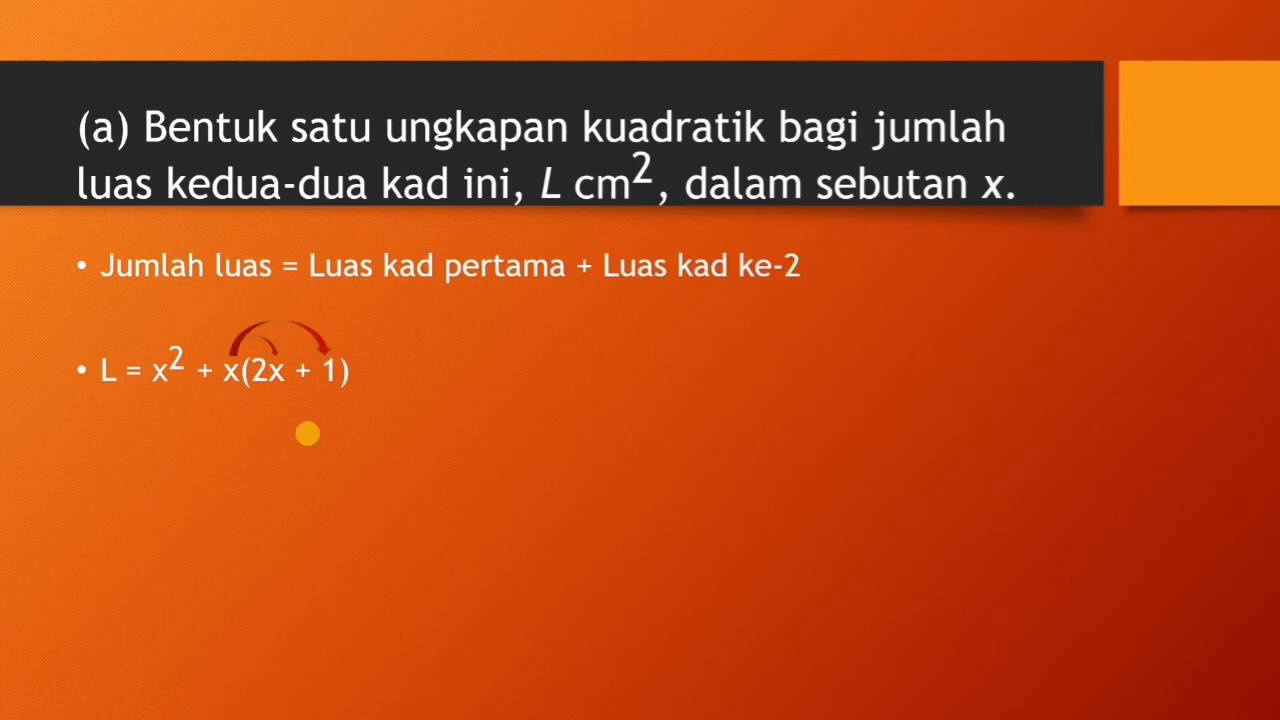 (a) Bentuk satu ungkapan kuadratik bagi jumlah
luas kedua-dua kad ini, L cm², dalam sebutan x.
• Jumlah luas = Luas kad pertama + Luas kad ke-2
• L = x² + x(2x + 1)